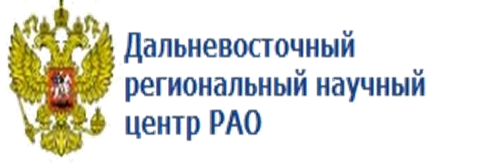 Дальневосточный
региональный научный
центр РАО